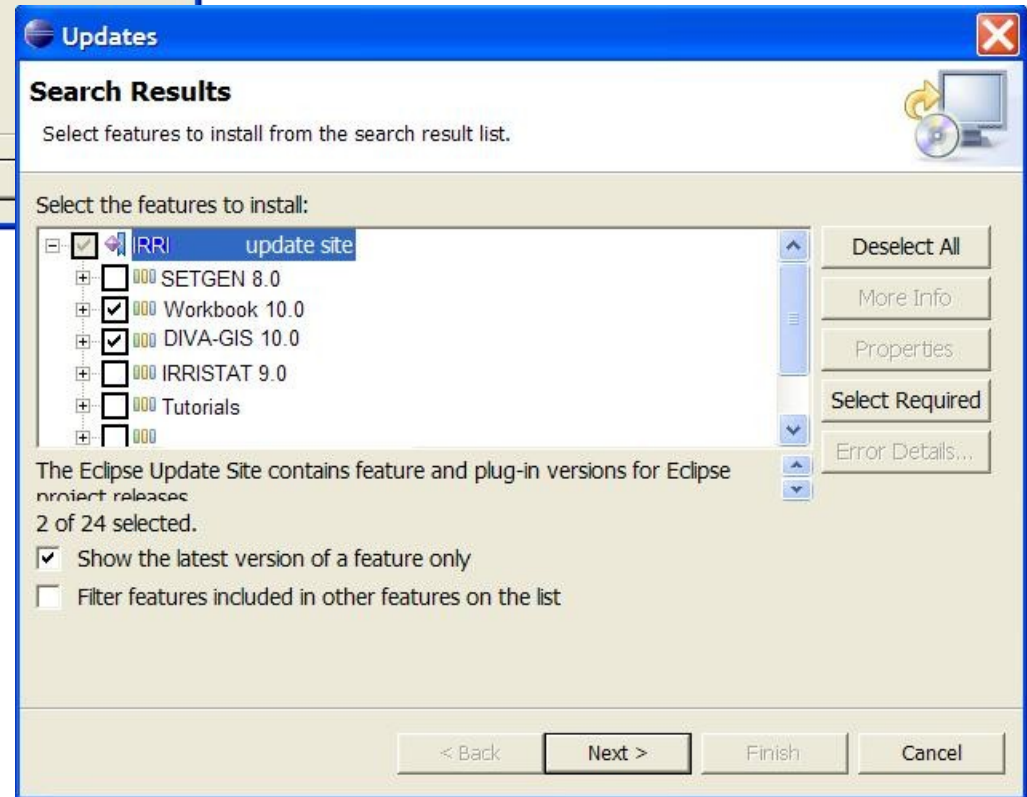 Updates
Search Results
Select features to install from the search result list.
Select the features to install:
IRRI update site
SETGEN 8.0
Workbook 10.0
DIVA-GIS 10.0
IRRISTAT 9.0
Tutorials
Deselect All
More Info
Properties
Select Required
Error Details...
The Eclipse Update Site contains feature and plug-in versions for Eclipse
project releases
2 of 24 selected.
Show the latest version of a feature only
Filter features included in other features on the list
< Back
Next >
Finish
Cancel